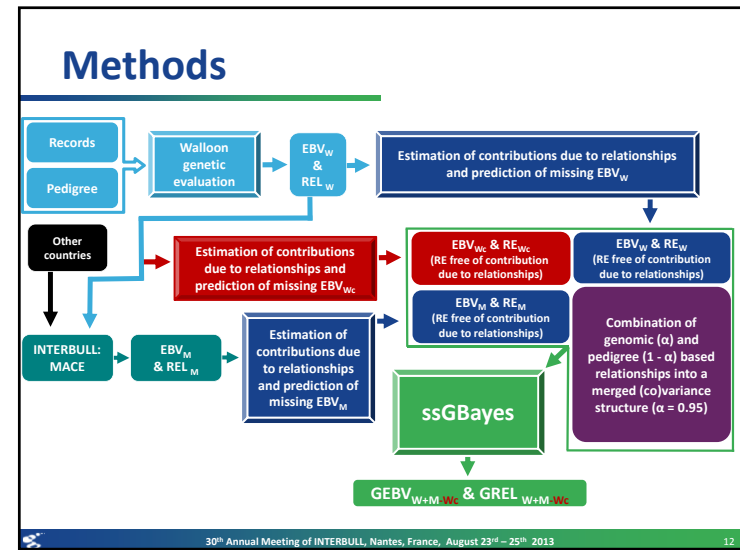 Methods
Records
Pedigree
Walloon
genetic
evaluation
EBVW
&
REL W
Estimation of contributions due to relationships
and prediction of missing EBVW
Other
countries
Estimation of contributions
due to relationships and
prediction of missing EBVWc
EBVWc & REWc
(RE free of contribution
due to relationships)
EBVW & REW
(RE free of contribution
due to relationships)
EBVM & REM
(RE free of contribution
due to relationships)
INTERBULL:
MACE
EBVM
& REL M
Estimation of
contributions due
to relationships
and prediction of
missing EBVM
Combination of
genomic (α) and
pedigree (1 - α) based
relationships into a
merged (co)variance
structure (α = 0.95)
ssGBayes
GEBVW+M-Wc & GREL W+M-Wc
30th Annual Meeting of INTERBULL, Nantes, France, August 23rd – 25th 2013
12